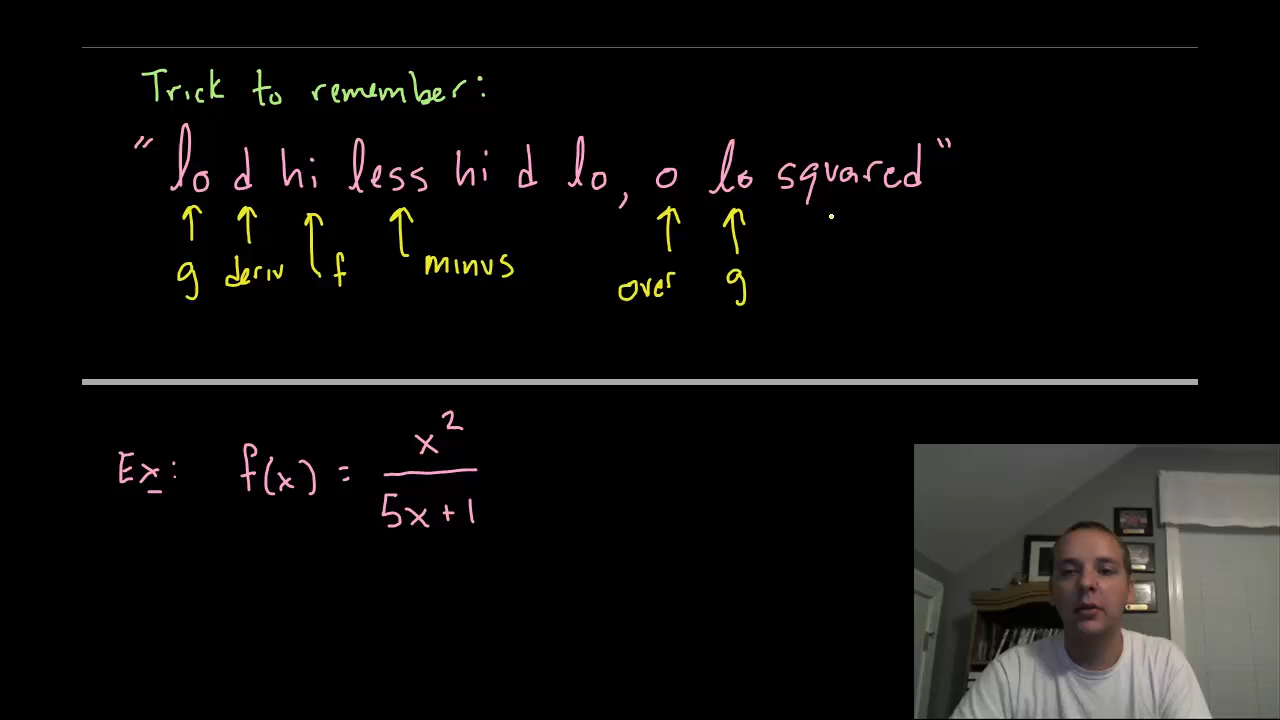 Trick to remember:
"lo d hi less hi d lo, o lo squared"
g deriv f minus over g
Ex: f(x) = x²/(5x+1)